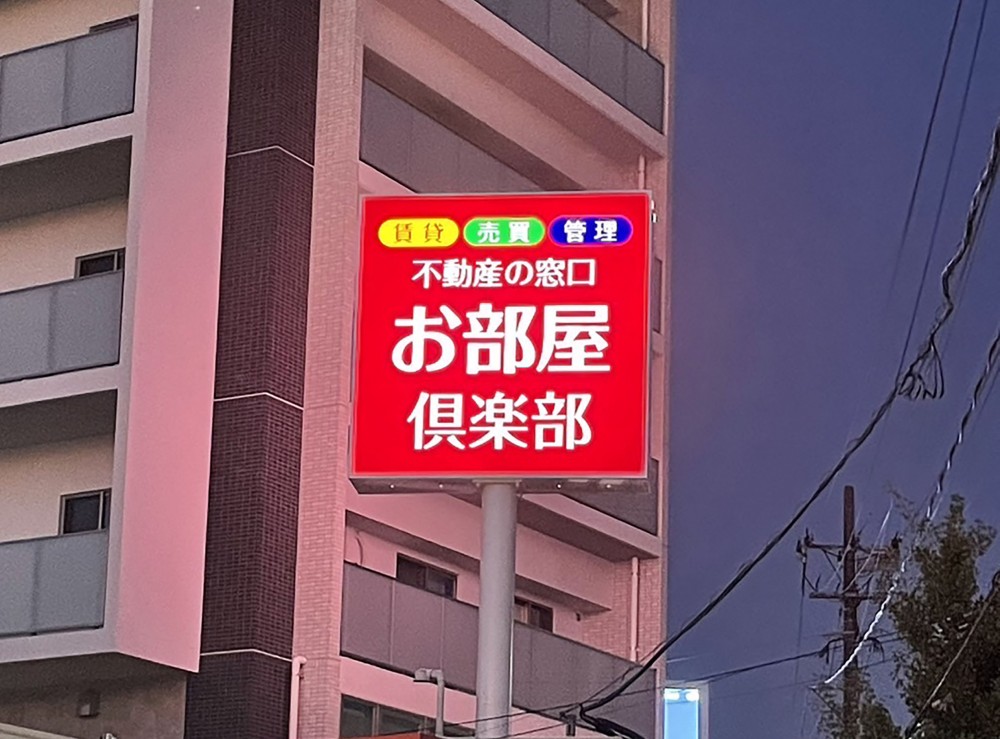 賃貸 売買 管理
不動産の窓口
お部屋
倶楽部